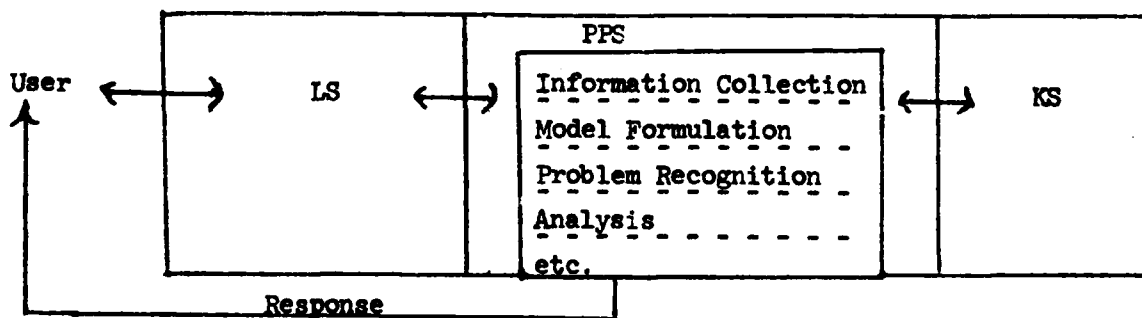 PPS
User
LS
Information Collection
KS
Model Formulation
Problem Recognition
Analysis
etc.
Response